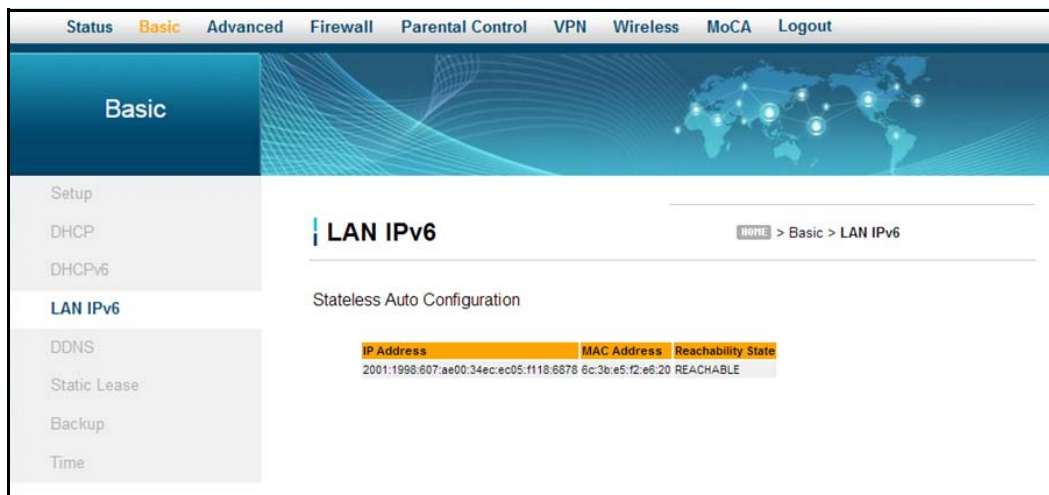 Status Basic Advanced Firewall Parental Control VPN Wireless MoCA Logout
Basic
Setup
DHCP
DHCPv6
LAN IPv6
DDNS
Static Lease
Backup
Time
LAN IPv6
HOME > Basic > LAN IPv6
Stateless Auto Configuration
IP Address MAC Address Reachability State
2001:1998:607:ae00:34ec:ec05:f118:6878 6c:3b:e5:f2:e6:20 REACHABLE